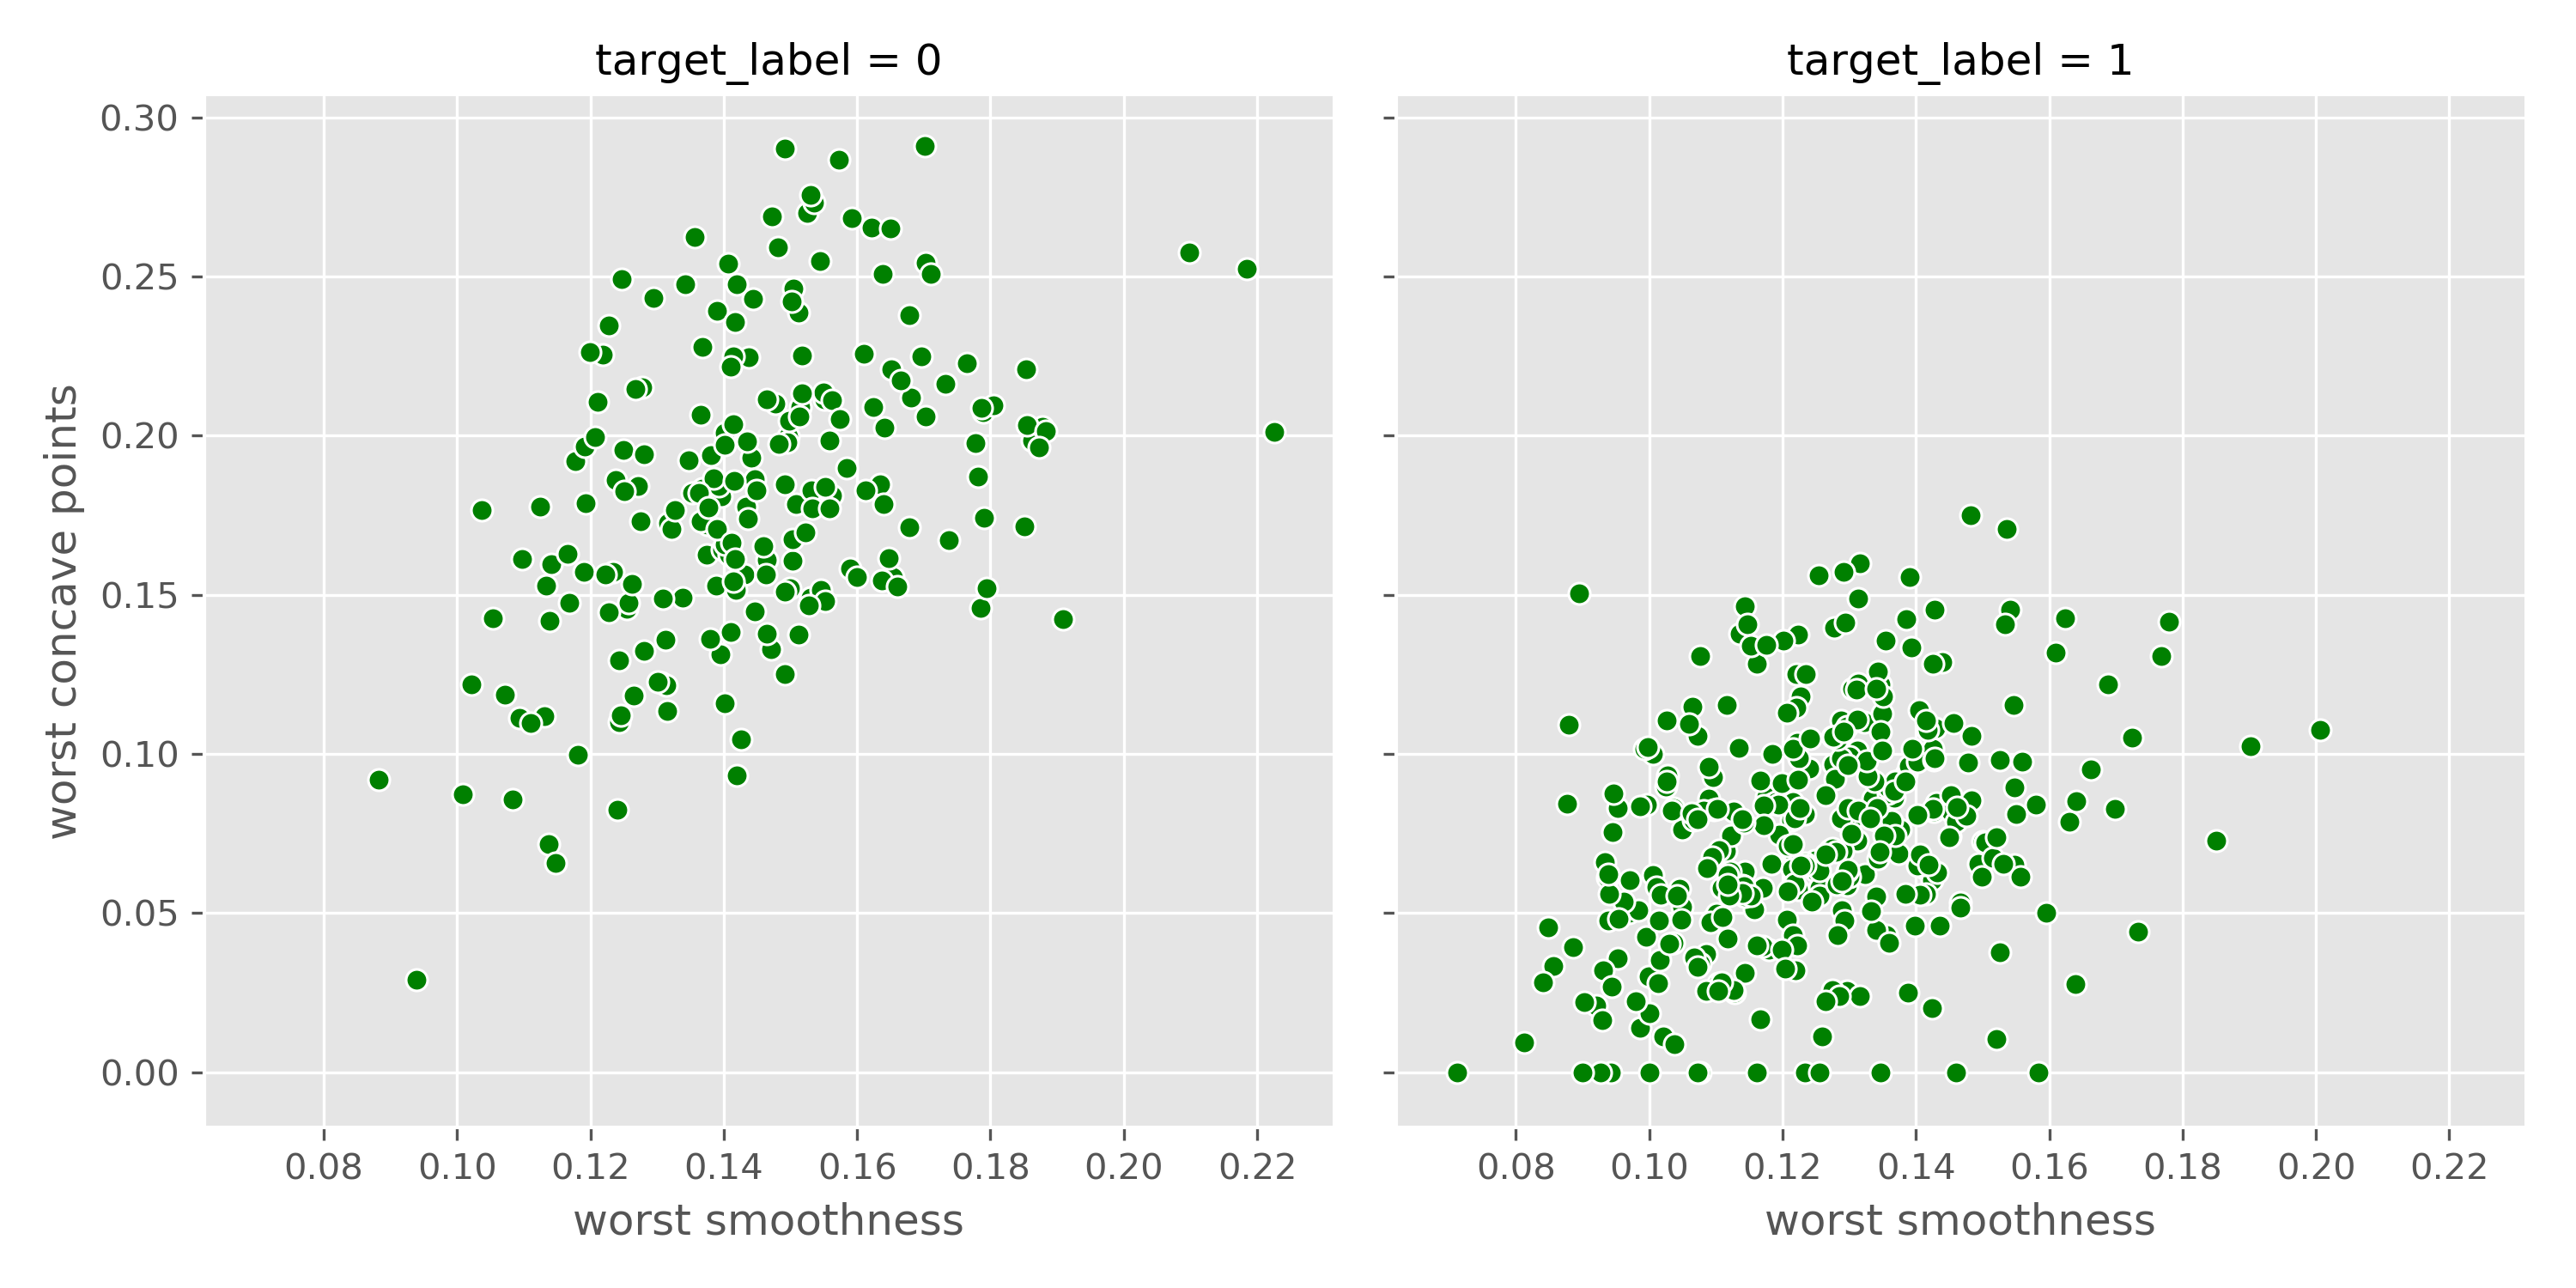 target_label = 0
target_label = 1
worst concave points
0.30
0.25
0.20
0.15
0.10
0.05
0.00
0.08 0.10 0.12 0.14 0.16 0.18 0.20 0.22
0.08 0.10 0.12 0.14 0.16 0.18 0.20 0.22
worst smoothness
worst smoothness